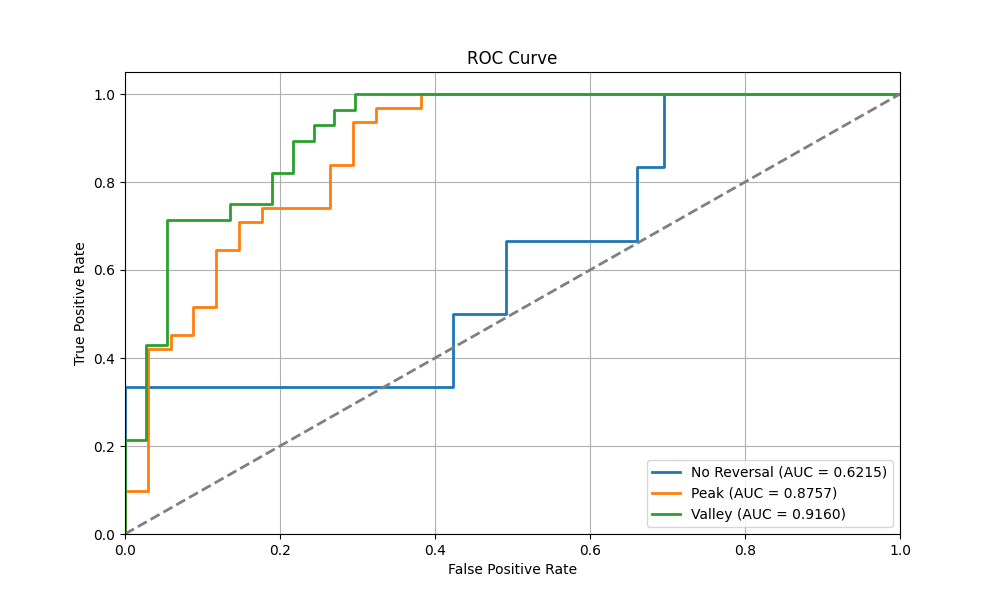 ROC Curve
True Positive Rate
1.0
0.8
0.6
0.4
0.2
0.0
0.0 0.2 0.4 0.6 0.8 1.0
False Positive Rate
No Reversal (AUC = 0.6215)
Peak (AUC = 0.8757)
Valley (AUC = 0.9160)